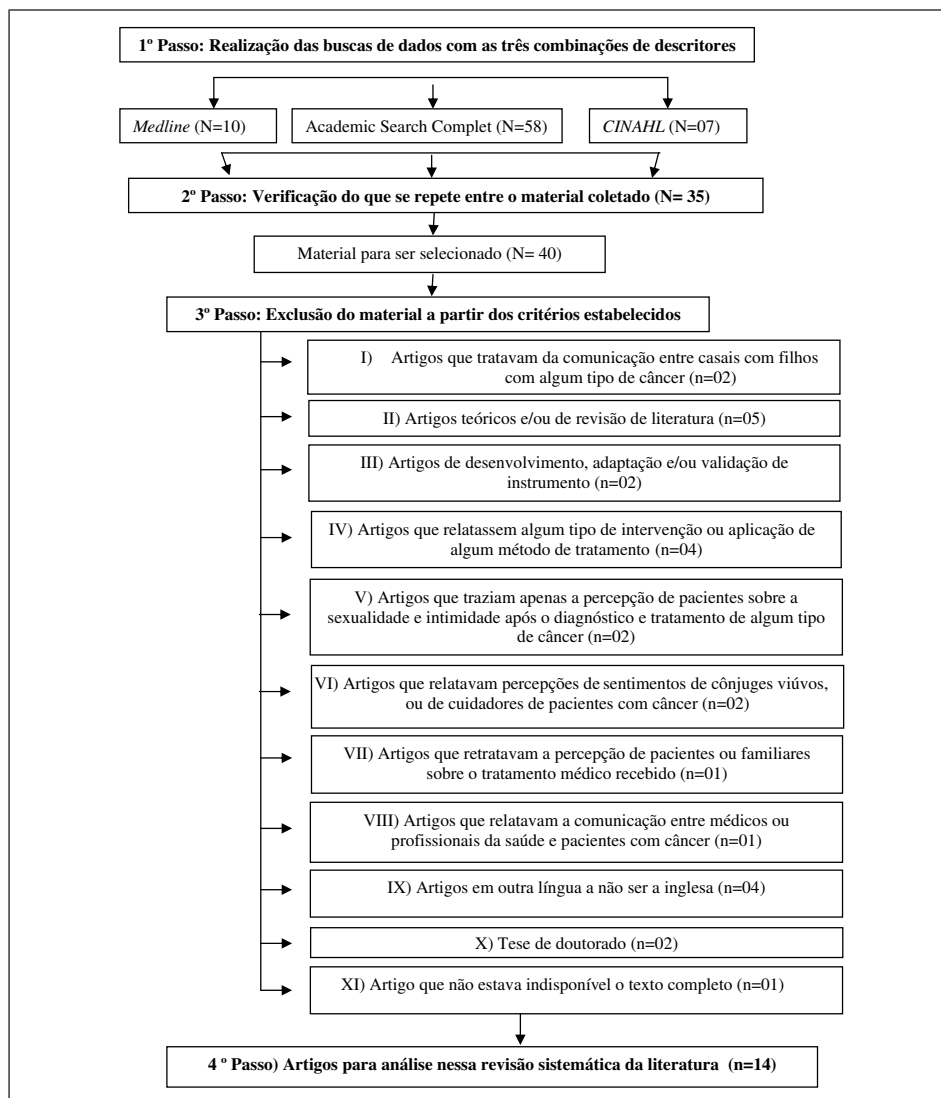 1º Passo: Realização das buscas de dados com as três combinações de descritores
Medline (N=10)
Academic Search Complet (N=58)
CINAHL (N=07)
2º Passo: Verificação do que se repete entre o material coletado (N= 35)
Material para ser selecionado (N= 40)
3º Passo: Exclusão do material a partir dos critérios estabelecidos
I) Artigos que tratavam da comunicação entre casais com filhos
com algum tipo de câncer (n=02)
II) Artigos teóricos e/ou de revisão de literatura (n=05)
III) Artigos de desenvolvimento, adaptação e/ou validação de
instrumento (n=02)
IV) Artigos que relatassem algum tipo de intervenção ou aplicação de
algum método de tratamento (n=04)
V) Artigos que traziam apenas a percepção de pacientes sobre a
sexualidade e intimidade após o diagnóstico e tratamento de algum tipo
de câncer (n=02)
VI) Artigos que relatavam percepções de sentimentos de cônjuges viúvos,
ou de cuidadores de pacientes com câncer (n=02)
VII) Artigos que retratavam a percepção de pacientes ou familiares
sobre o tratamento médico recebido (n=01)
VIII) Artigos que relatavam a comunicação entre médicos ou
profissionais da saúde e pacientes com câncer (n=01)
IX) Artigos em outra língua a não ser a inglesa (n=04)
X) Tese de doutorado (n=02)
XI) Artigo que não estava indisponível o texto completo (n=01)
4 º Passo) Artigos para análise nessa revisão sistemática da literatura (n=14)